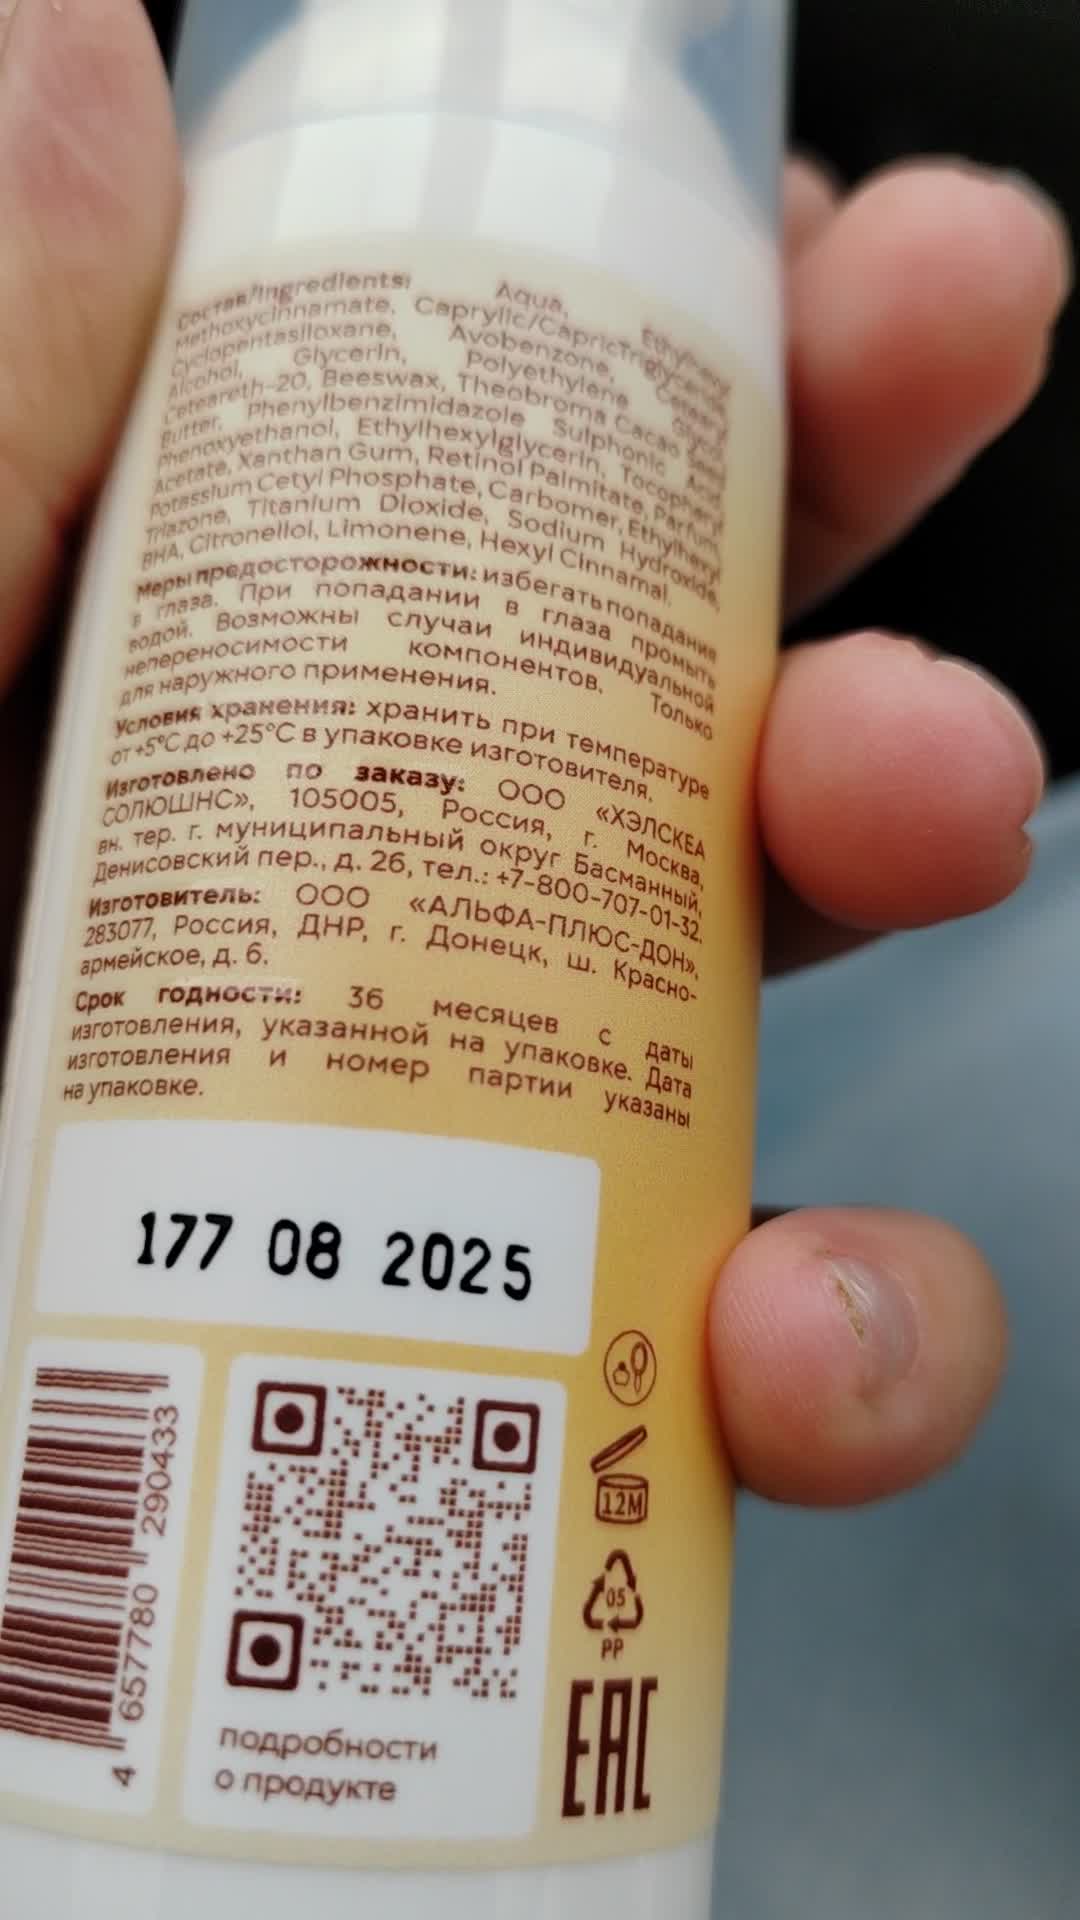 Состав/Ingredients: Aqua, Ethylhexyl
Methoxycinnamate, Caprylic/CapricTriglyceride,
Cyclopentasiloxane, Avobenzone, Cetearyl
Alcohol, Glycerin, Polyethylene Glycol,
Ceteareth-20, Beeswax, Theobroma Cacao Seed
Butter, Phenylbenzimidazole Sulphonic Acid,
Phenoxyethanol, Ethylhexylglycerin, Tocopheryl
Acetate, Xanthan Gum, Retinol Palmitate, Parfum,
Potassium Cetyl Phosphate, Carbomer, Ethylhexyl
Triazone, Titanium Dioxide, Sodium Hydroxide,
BHA, Citronellol, Limonene, Hexyl Cinnamal.
Меры предосторожности: избегать попадания
в глаза. При попадании в глаза промыть
водой. Возможны случаи индивидуальной
непереносимости компонентов. Только
для наружного применения.
Условия хранения: хранить при температуре
от +5°C до +25°C в упаковке изготовителя.
Изготовлено по заказу: ООО «ХЭЛСКЕА
СОЛЮШНС», 105005, Россия, г. Москва,
вн. тер. г. муниципальный округ Басманный,
Денисовский пер., д. 26, тел.: +7-800-707-01-32.
Изготовитель: ООО «АЛЬФА-ПЛЮС-ДОН»,
283077, Россия, ДНР, г. Донецк, ш. Красно-
армейское, д. 6.
Срок годности: 36 месяцев с даты
изготовления, указанной на упаковке. Дата
изготовления и номер партии указаны
на упаковке.
177 08 2025
4 657780 290433
подробности
о продукте
12M
05
PP
EAC